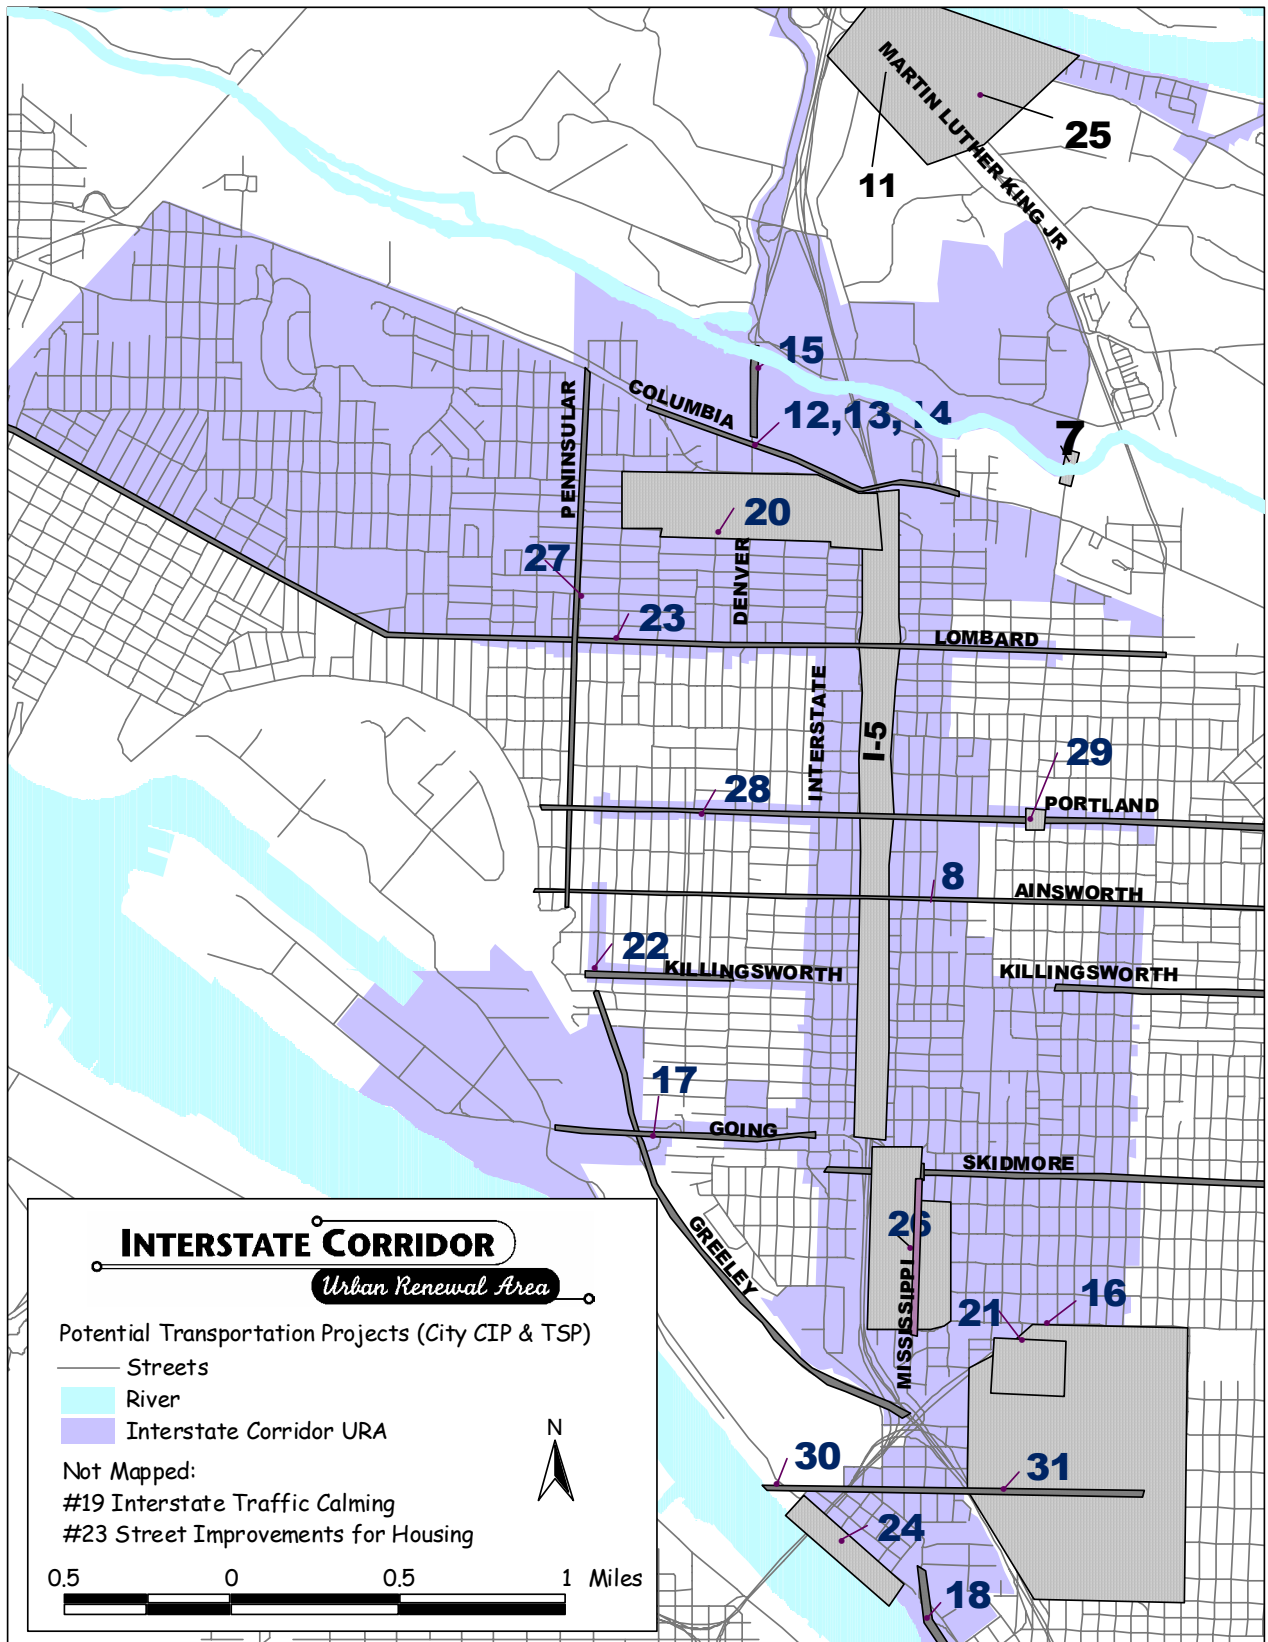 MARTIN LUTHER KING JR
25
11
15
COLUMBIA
12,13,14
PENINSULAR
7
20
27
DENVER
23
LOMBARD
INTERSTATE
I-5
29
28
PORTLAND
8
AINSWORTH
22
KILLINGSWORTH
KILLINGSWORTH
17
GOING
SKIDMORE
26
GREELEY
MISSISSIPPI
16
21
30
31
24
18
INTERSTATE CORRIDOR
Urban Renewal Area
Potential Transportation Projects (City CIP & TSP)
Streets
River
Interstate Corridor URA
N
Not Mapped:
#19 Interstate Traffic Calming
#23 Street Improvements for Housing
0.5 0 0.5 1 Miles